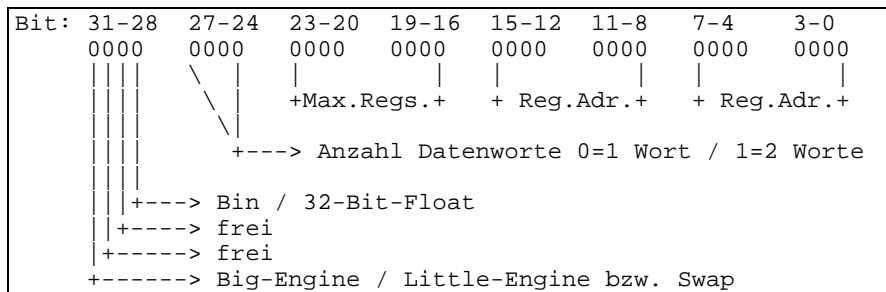 Bit: 31-28 27-24 23-20 19-16 15-12 11-8 7-4 3-0
0000 0000 0000 0000 0000 0000 0000 0000
|||| \ | | | | | | |
|||| \ | +Max.Regs.+ + Reg.Adr.+ + Reg.Adr.+
|||| \|
|||| +---> Anzahl Datenworte 0=1 Wort / 1=2 Worte
||||
|||+---> Bin / 32-Bit-Float
||+----> frei
|+-----> frei
+------> Big-Engine / Little-Engine bzw. Swap